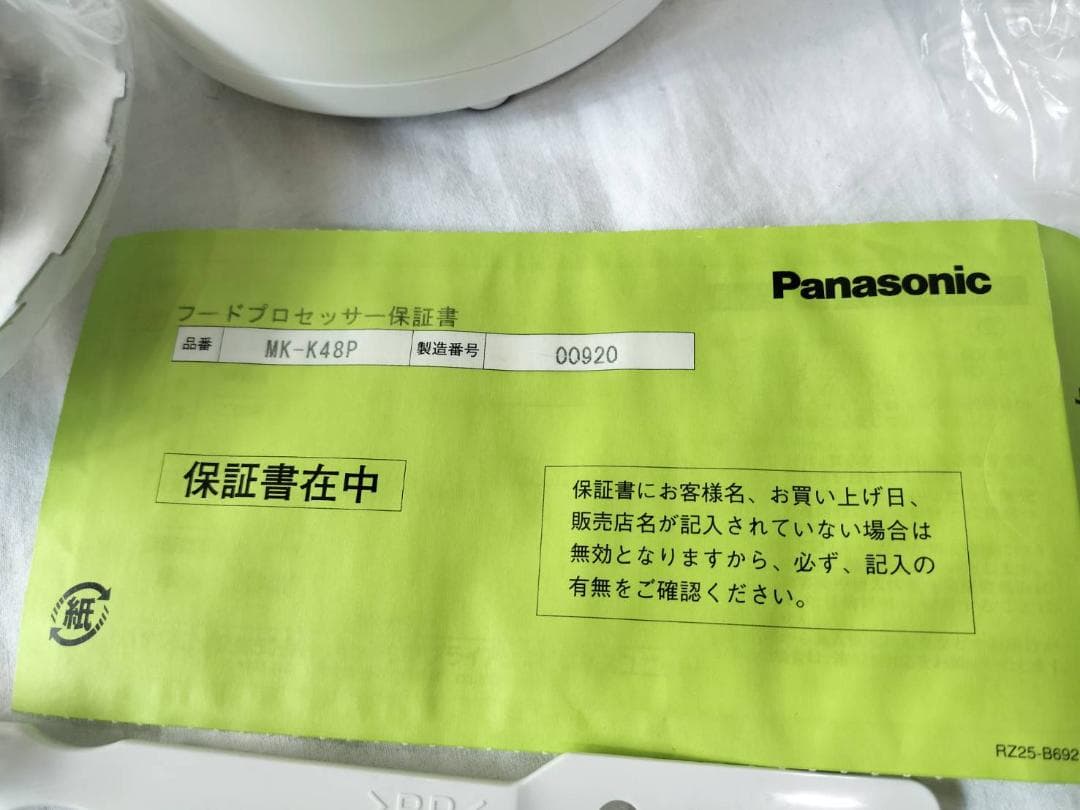 Panasonic
フードプロセッサー保証書
品番 MK-K48P 製造番号 00920
保証書在中
保証書にお客様名、お買い上げ日、
販売店名が記入されていない場合は
無効となりますから、必ず、記入の
有無をご確認ください。
紙
RZ25-B692
>PP<